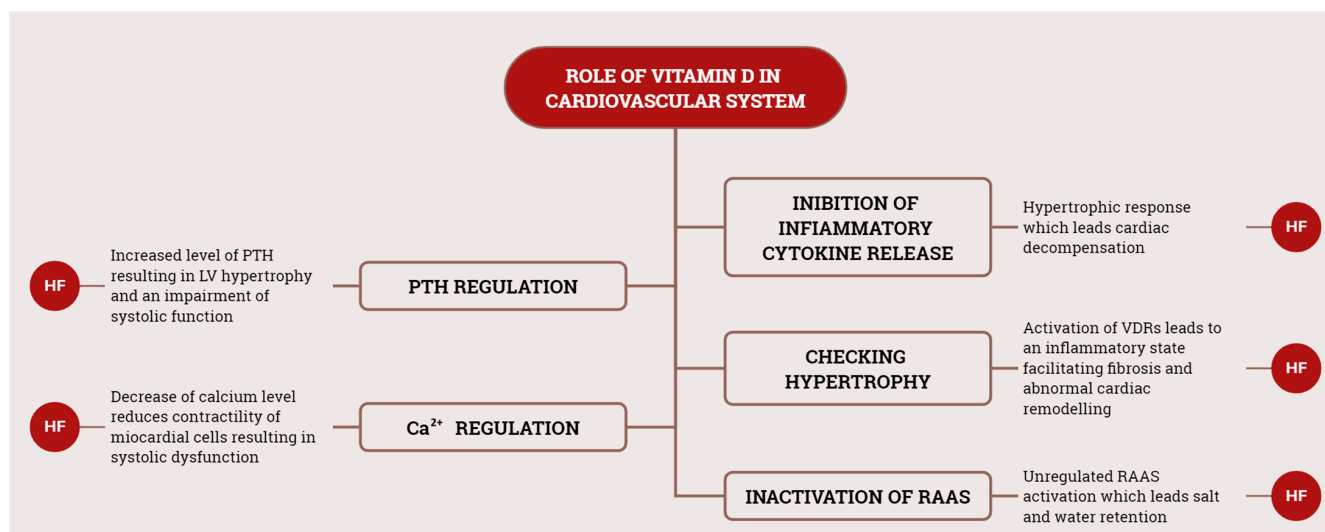 ROLE OF VITAMIN D IN
CARDIOVASCULAR SYSTEM
HF
Increased level of PTH
resulting in LV hypertrophy
and an impairment of
systolic function
PTH REGULATION
HF
Decrease of calcium level
reduces contractility of
miocardial cells resulting in
systolic dysfunction
Ca²⁺ REGULATION
INIBITION OF
INFIAMMATORY
CYTOKINE RELEASE
Hypertrophic response
which leads cardiac
decompensation
HF
CHECKING
HYPERTROPHY
Activation of VDRs leads to
an inflammatory state
facilitating fibrosis and
abnormal cardiac
remodelling
HF
INACTIVATION OF RAAS
Unregulated RAAS
activation which leads salt
and water retention
HF